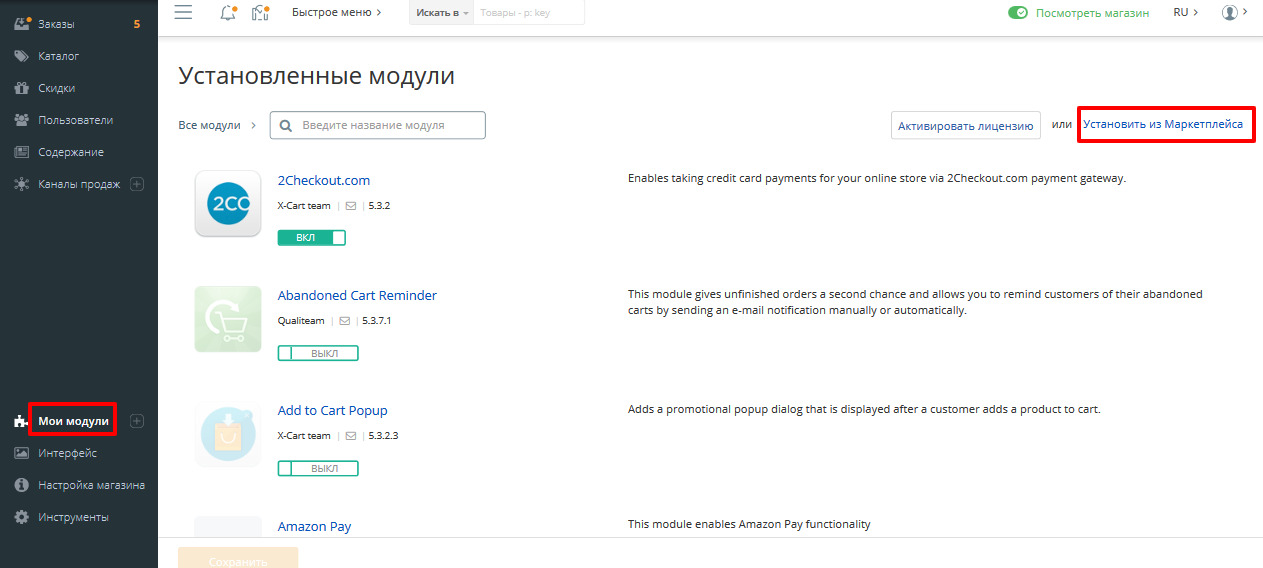 Заказы 5
Каталог
Скидки
Пользователи
Содержание
Каналы продаж
Мои модули
Интерфейс
Настройка магазина
Инструменты
Быстрое меню
Искать в
Товары - p: key
Посмотреть магазин
RU
Установленные модули
Все модули
Введите название модуля
Активировать лицензию
или
Установить из Маркетплейса
2CO
2Checkout.com
X-Cart team
5.3.2
ВКЛ
Enables taking credit card payments for your online store via 2Checkout.com payment gateway.
Abandoned Cart Reminder
Qualiteam
5.3.7.1
ВЫКЛ
This module gives unfinished orders a second chance and allows you to remind customers of their abandoned
carts by sending an e-mail notification manually or automatically.
Add to Cart Popup
X-Cart team
5.3.2.3
ВЫКЛ
Adds a promotional popup dialog that is displayed after a customer adds a product to cart.
Amazon Pay
This module enables Amazon Pay functionality
Сохранить